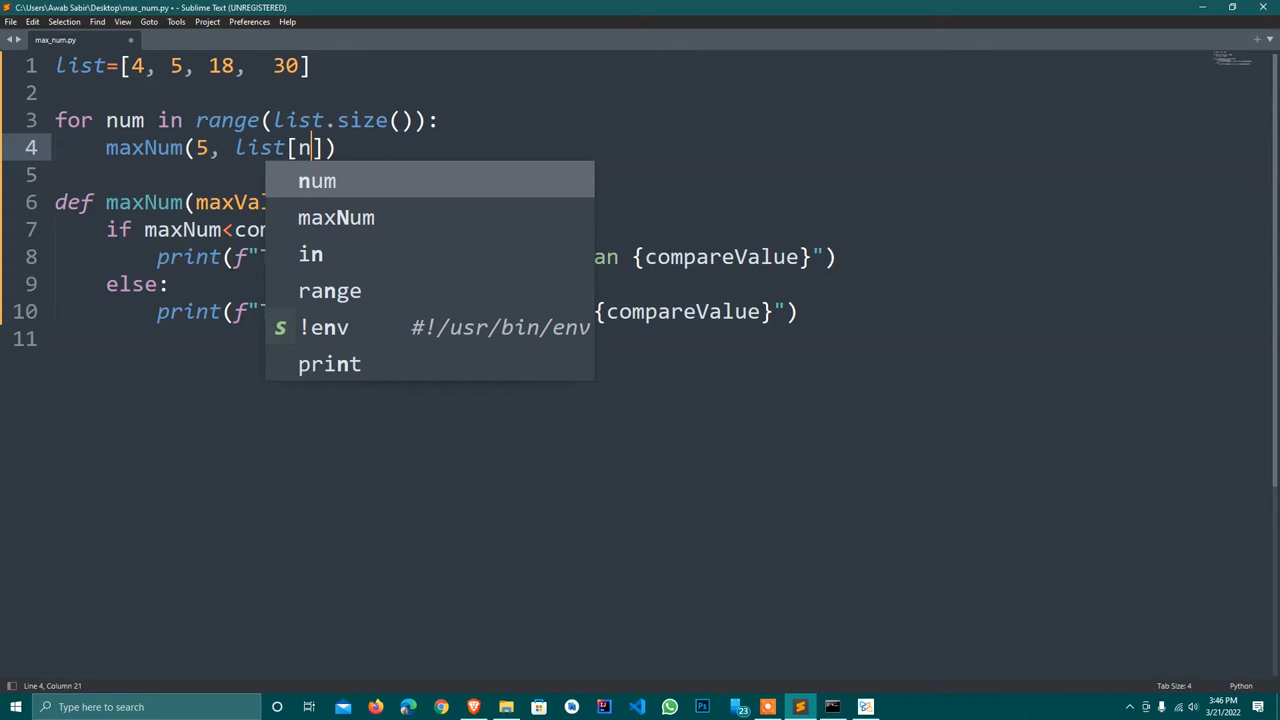 C:\Users\Awab Sabir\Desktop\max_num.py • - Sublime Text (UNREGISTERED)
File Edit Selection Find View Goto Tools Project Preferences Help
max_num.py
1 list=[4, 5, 18,  30]
2
3 for num in range(list.size()):
4     maxNum(5, list[n])
num
maxNum
in
range
s !env #!/usr/bin/env
print
5
6 def maxNum(maxVal
7     if maxNum<co
8         print(f" an {compareValue}")
9     else:
10         print(f" {compareValue}")
11
Line 4, Column 21 Tab Size: 4 Python
Type here to search 23 3:46 PM
3/21/2022